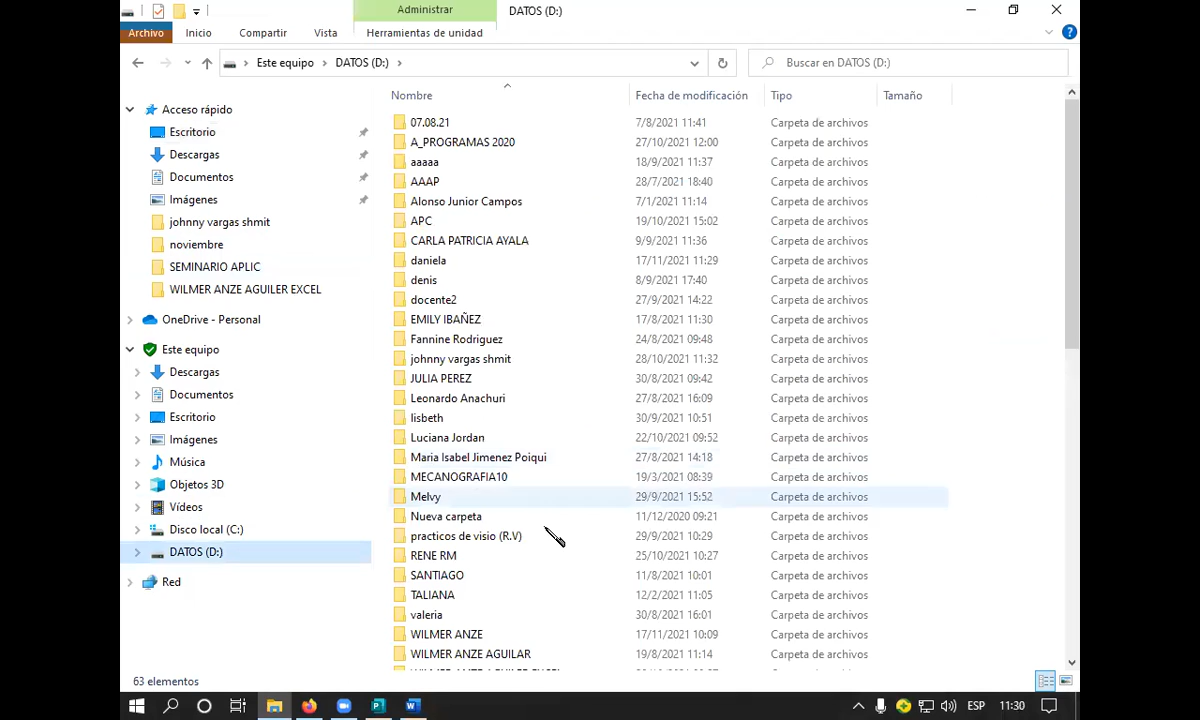 Administrar
DATOS (D:)
Archivo
Inicio
Compartir
Vista
Herramientas de unidad
Este equipo
DATOS (D:)
Buscar en DATOS (D:)
Nombre
Fecha de modificación
Tipo
Tamaño
Acceso rápido
Escritorio
Descargas
Documentos
Imágenes
johnny vargas shmit
noviembre
SEMINARIO APLIC
WILMER ANZE AGUILER EXCEL
OneDrive - Personal
Este equipo
Descargas
Documentos
Escritorio
Imágenes
Música
Objetos 3D
Vídeos
Disco local (C:)
DATOS (D:)
Red
07.08.21 7/8/2021 11:41 Carpeta de archivos
A_PROGRAMAS 2020 27/10/2021 12:00 Carpeta de archivos
aaaaa 18/9/2021 11:37 Carpeta de archivos
AAAP 28/7/2021 18:40 Carpeta de archivos
Alonso Junior Campos 7/1/2021 11:14 Carpeta de archivos
APC 19/10/2021 15:02 Carpeta de archivos
CARLA PATRICIA AYALA 9/9/2021 11:36 Carpeta de archivos
daniela 17/11/2021 11:29 Carpeta de archivos
denis 8/9/2021 17:40 Carpeta de archivos
docente2 27/9/2021 14:22 Carpeta de archivos
EMILY IBAÑEZ 17/8/2021 11:30 Carpeta de archivos
Fannine Rodriguez 24/8/2021 09:48 Carpeta de archivos
johnny vargas shmit 28/10/2021 11:32 Carpeta de archivos
JULIA PEREZ 30/8/2021 09:42 Carpeta de archivos
Leonardo Anachuri 27/8/2021 16:09 Carpeta de archivos
lisbeth 30/9/2021 10:51 Carpeta de archivos
Luciana Jordan 22/10/2021 09:52 Carpeta de archivos
Maria Isabel Jimenez Poiqui 27/8/2021 14:18 Carpeta de archivos
MECANOGRAFIA10 19/3/2021 08:39 Carpeta de archivos
Melvy 29/9/2021 15:52 Carpeta de archivos
Nueva carpeta 11/12/2020 09:21 Carpeta de archivos
practicos de visio (R.V) 29/9/2021 10:29 Carpeta de archivos
RENE RM 25/10/2021 10:27 Carpeta de archivos
SANTIAGO 11/8/2021 10:01 Carpeta de archivos
TALIANA 12/2/2021 11:05 Carpeta de archivos
valeria 30/8/2021 16:01 Carpeta de archivos
WILMER ANZE 17/11/2021 10:09 Carpeta de archivos
WILMER ANZE AGUILAR 19/8/2021 11:14 Carpeta de archivos
63 elementos
ESP
11:30